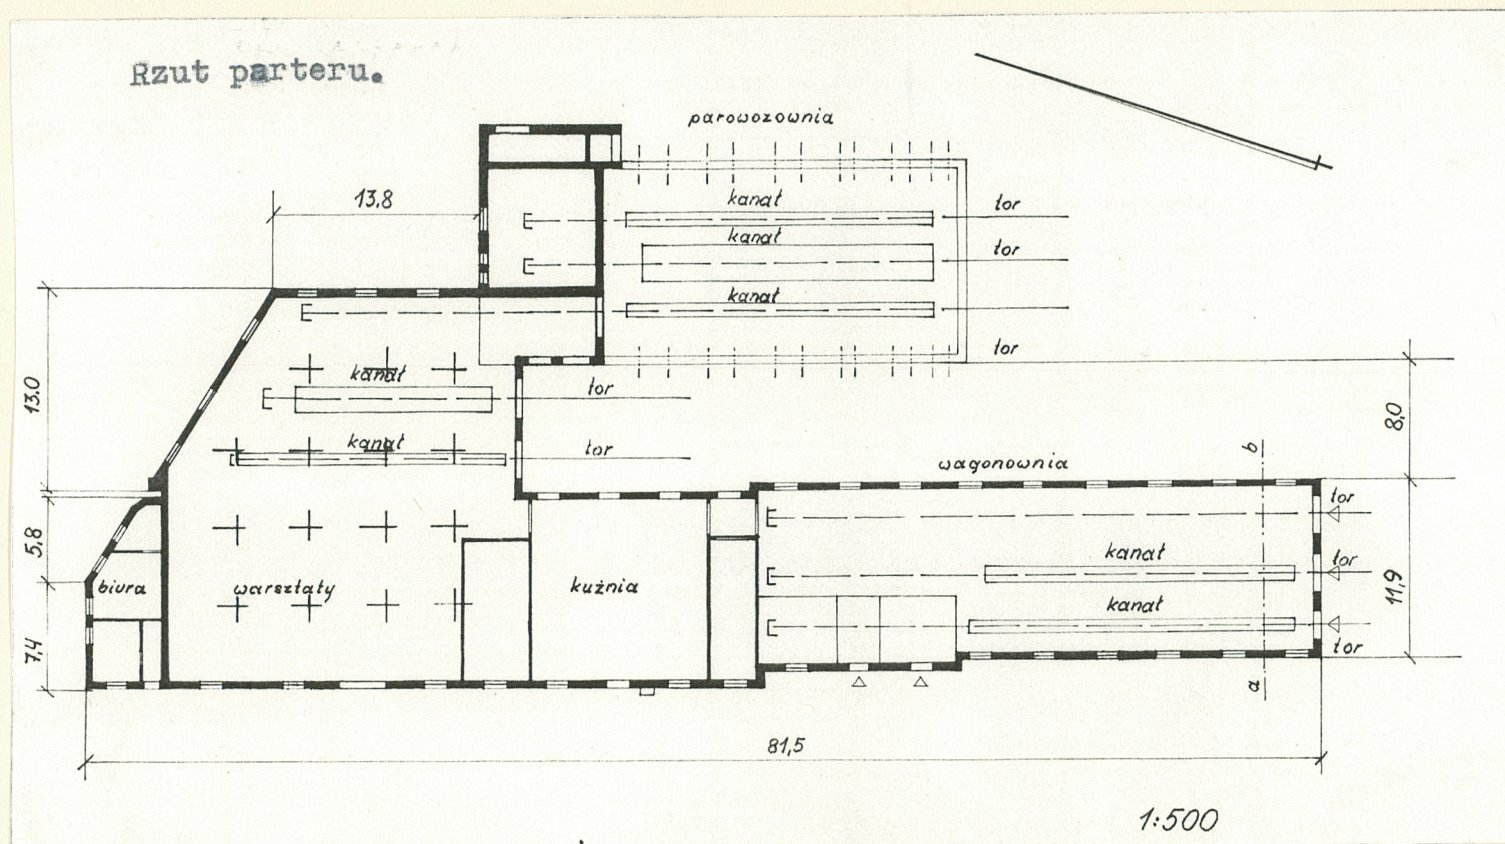 Rzut parteru.
parowozownia
13,8
kanał
tor
kanał
tor
kanał
tor
13.0
kanał
tor
8,0
kanał
tor
wagonownia
b
tor
5,8
kanał
tor
biura
warsztaty
kuźnia
11,9
kanał
tor
7,4
a
81,5
1:500